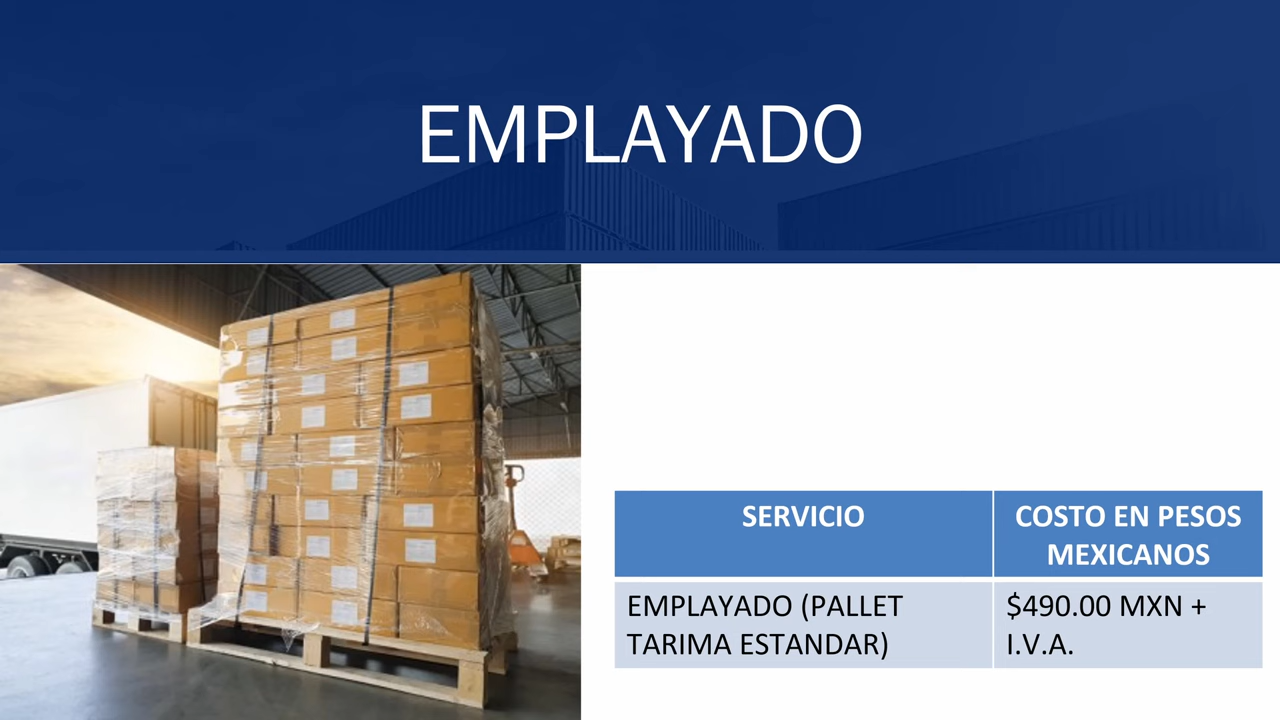 EMPLAYADO
SERVICIO
COSTO EN PESOS
MEXICANOS
EMPLAYADO (PALLET
TARIMA ESTANDAR)
$490.00 MXN +
I.V.A.